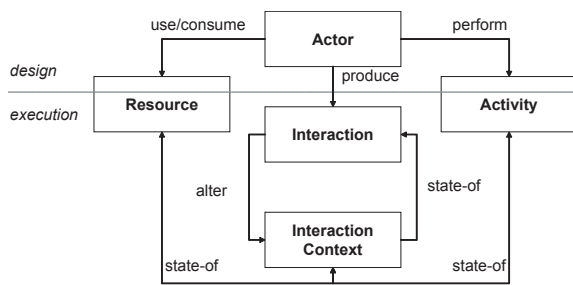 use/consume
Actor
perform
design
produce
Resource
Activity
execution
Interaction
alter
state-of
Interaction
Context
state-of
state-of